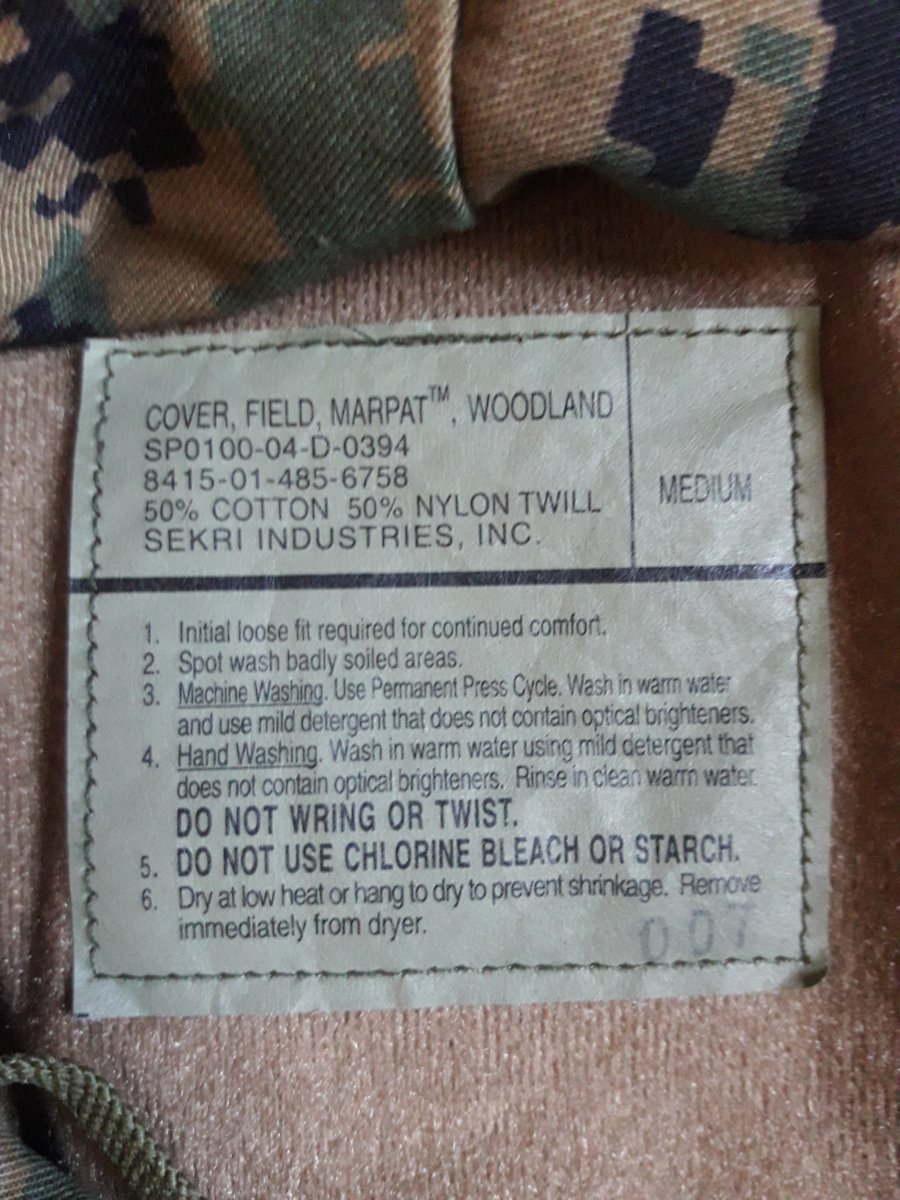 COVER, FIELD, MARPAT™, WOODLAND
SP0100-04-D-0394
8415-01-485-6758
50% COTTON 50% NYLON TWILL
SEKRI INDUSTRIES, INC.
MEDIUM
1. Initial loose fit required for continued comfort.
2. Spot wash badly soiled areas.
3. Machine Washing. Use Permanent Press Cycle. Wash in warm water
and use mild detergent that does not contain optical brighteners.
4. Hand Washing. Wash in warm water using mild detergent that
does not contain optical brighteners. Rinse in clean warm water.
DO NOT WRING OR TWIST.
5. DO NOT USE CHLORINE BLEACH OR STARCH.
6. Dry at low heat or hang to dry to prevent shrinkage. Remove
immediately from dryer.
007